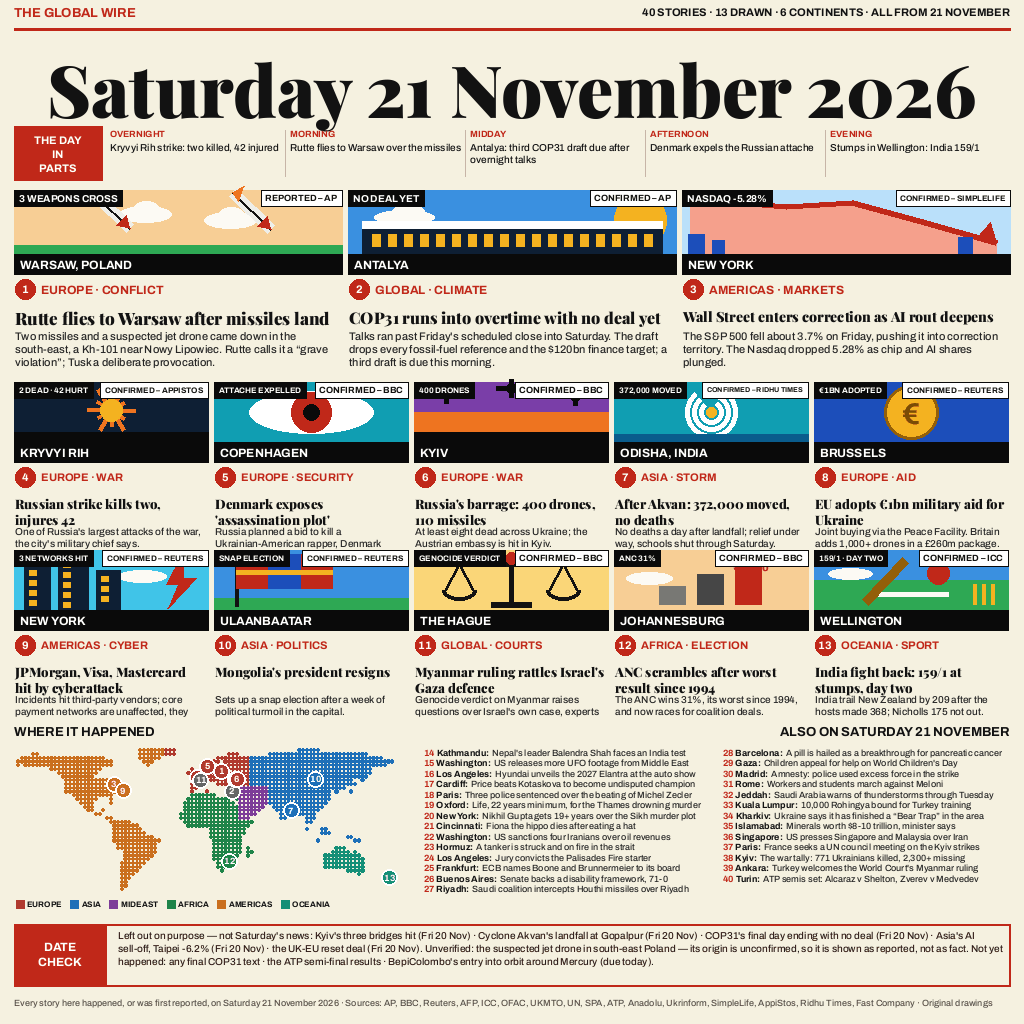 THE GLOBAL WIRE
40 STORIES · 13 DRAWN · 6 CONTINENTS · ALL FROM 21 NOVEMBER
Saturday 21 November 2026
THE DAY
IN
PARTS
OVERNIGHT
Kryvyi Rih strike: two killed, 42 injured
MORNING
Rutte flies to Warsaw over the missiles
MIDDAY
Antalya: third COP31 draft due after
overnight talks
AFTERNOON
Denmark expels the Russian attache
EVENING
Stumps in Wellington: India 159/1
3 WEAPONS CROSS
REPORTED – AP
WARSAW, POLAND
1 EUROPE · CONFLICT
Rutte flies to Warsaw after missiles land
Two missiles and a suspected jet drone came down in the
south-east, a Kh-101 near Nowy Lipowiec. Rutte calls it a “grave
violation”; Tusk a deliberate provocation.
NO DEAL YET
CONFIRMED – AP
ANTALYA
2 GLOBAL · CLIMATE
COP31 runs into overtime with no deal yet
Talks ran past Friday's scheduled close into Saturday. The draft
drops every fossil-fuel reference and the $120bn finance target; a
third draft is due this morning.
NASDAQ -5.28%
CONFIRMED – SIMPLELIFE
NEW YORK
3 AMERICAS · MARKETS
Wall Street enters correction as AI rout deepens
The S&P 500 fell about 3.7% on Friday, pushing it into correction
territory. The Nasdaq dropped 5.28% as chip and AI shares
plunged.
2 DEAD · 42 HURT
CONFIRMED – APPISTOS
KRYVYI RIH
4 EUROPE · WAR
Russian strike kills two,
injures 42
One of Russia's largest attacks of the war,
the city's military chief says.
ATTACHE EXPELLED
CONFIRMED – BBC
COPENHAGEN
5 EUROPE · SECURITY
Denmark exposes
'assassination plot'
Russia planned a bid to kill a
Ukrainian-American rapper, Denmark
400 DRONES
CONFIRMED – BBC
KYIV
6 EUROPE · WAR
Russia's barrage: 400 drones,
110 missiles
At least eight dead across Ukraine; the
Austrian embassy is hit in Kyiv.
372,000 MOVED
CONFIRMED – RIDHU TIMES
ODISHA, INDIA
7 ASIA · STORM
After Akvan: 372,000 moved,
no deaths
No deaths a day after landfall; relief under
way, schools shut through Saturday.
€1BN ADOPTED
CONFIRMED – REUTERS
€
BRUSSELS
8 EUROPE · AID
EU adopts €1bn military aid for
Ukraine
Joint buying via the Peace Facility. Britain
adds 1,000+ drones in a £260m package.
3 NETWORKS HIT
CONFIRMED – REUTERS
NEW YORK
9 AMERICAS · CYBER
JPMorgan, Visa, Mastercard
hit by cyberattack
Incidents hit third-party vendors; core
payment networks are unaffected, they
SNAP ELECTION
CONFIRMED – REUTERS
ULAANBAATAR
10 ASIA · POLITICS
Mongolia's president resigns
Sets up a snap election after a week of
political turmoil in the capital.
GENOCIDE VERDICT
CONFIRMED – BBC
THE HAGUE
11 GLOBAL · COURTS
Myanmar ruling rattles Israel's
Gaza defence
Genocide verdict on Myanmar raises
questions over Israel's own case, experts
ANC 31%
CONFIRMED – BBC
JOHANNESBURG
12 AFRICA · ELECTION
ANC scrambles after worst
result since 1994
The ANC wins 31%, its worst since 1994,
and now races for coalition deals.
159/1 · DAY TWO
CONFIRMED – ICC
WELLINGTON
13 OCEANIA · SPORT
India fight back: 159/1 at
stumps, day two
India trail New Zealand by 209 after the
hosts made 368; Nicholls 175 not out.
WHERE IT HAPPENED
5
1
6
11
2
9
10
7
12
13
EUROPE ASIA MIDEAST AFRICA AMERICAS OCEANIA
ALSO ON SATURDAY 21 NOVEMBER
14 Kathmandu: Nepal's leader Balendra Shah faces an India test
15 Washington: US releases more UFO footage from Middle East
16 Los Angeles: Hyundai unveils the 2027 Elantra at the auto show
17 Cardiff: Price beats Kotaskova to become undisputed champion
18 Paris: Three police sentenced over the beating of Michel Zecler
19 Oxford: Life, 22 years minimum, for the Thames drowning murder
20 New York: Nikhil Gupta gets 19+ years over the Sikh murder plot
21 Cincinnati: Fiona the hippo dies after eating a hat
22 Washington: US sanctions four Iranians over oil revenues
23 Hormuz: A tanker is struck and on fire in the strait
24 Los Angeles: Jury convicts the Palisades Fire starter
25 Frankfurt: ECB names Boone and Brunnermeier to its board
26 Buenos Aires: Senate backs a disability framework, 71-0
27 Riyadh: Saudi coalition intercepts Houthi missiles over Riyadh
28 Barcelona: A pill is hailed as a breakthrough for pancreatic cancer
29 Gaza: Children appeal for help on World Children's Day
30 Madrid: Amnesty: police used excess force in the strike
31 Rome: Workers and students march against Meloni
32 Jeddah: Saudi Arabia warns of thunderstorms through Tuesday
33 Kuala Lumpur: 10,000 Rohingya bound for Turkey training
34 Kharkiv: Ukraine says it has finished a “Bear Trap” in the area
35 Islamabad: Minerals worth $8-10 trillion, minister says
36 Singapore: US presses Singapore and Malaysia over Iran
37 Paris: France seeks a UN council meeting on the Kyiv strikes
38 Kyiv: The war tally: 771 Ukrainians killed, 2,300+ missing
39 Ankara: Turkey welcomes the World Court's Myanmar ruling
40 Turin: ATP semis set: Alcaraz v Shelton, Zverev v Medvedev
DATE
CHECK
Left out on purpose — not Saturday's news: Kyiv's three bridges hit (Fri 20 Nov) · Cyclone Akvan's landfall at Gopalpur (Fri 20 Nov) · COP31's final day ending with no deal (Fri 20 Nov) · Asia's AI
sell-off, Taipei -6.2% (Fri 20 Nov) · the UK-EU reset deal (Fri 20 Nov). Unverified: the suspected jet drone in south-east Poland — its origin is unconfirmed, so it is shown as reported, not as fact. Not yet
happened: any final COP31 text · the ATP semi-final results · BepiColombo's entry into orbit around Mercury (due today).
Every story here happened, or was first reported, on Saturday 21 November 2026 · Sources: AP, BBC, Reuters, AFP, ICC, OFAC, UKMTO, UN, SPA, ATP, Anadolu, Ukrinform, SimpleLife, AppiStos, Ridhu Times, Fast Company · Original drawings